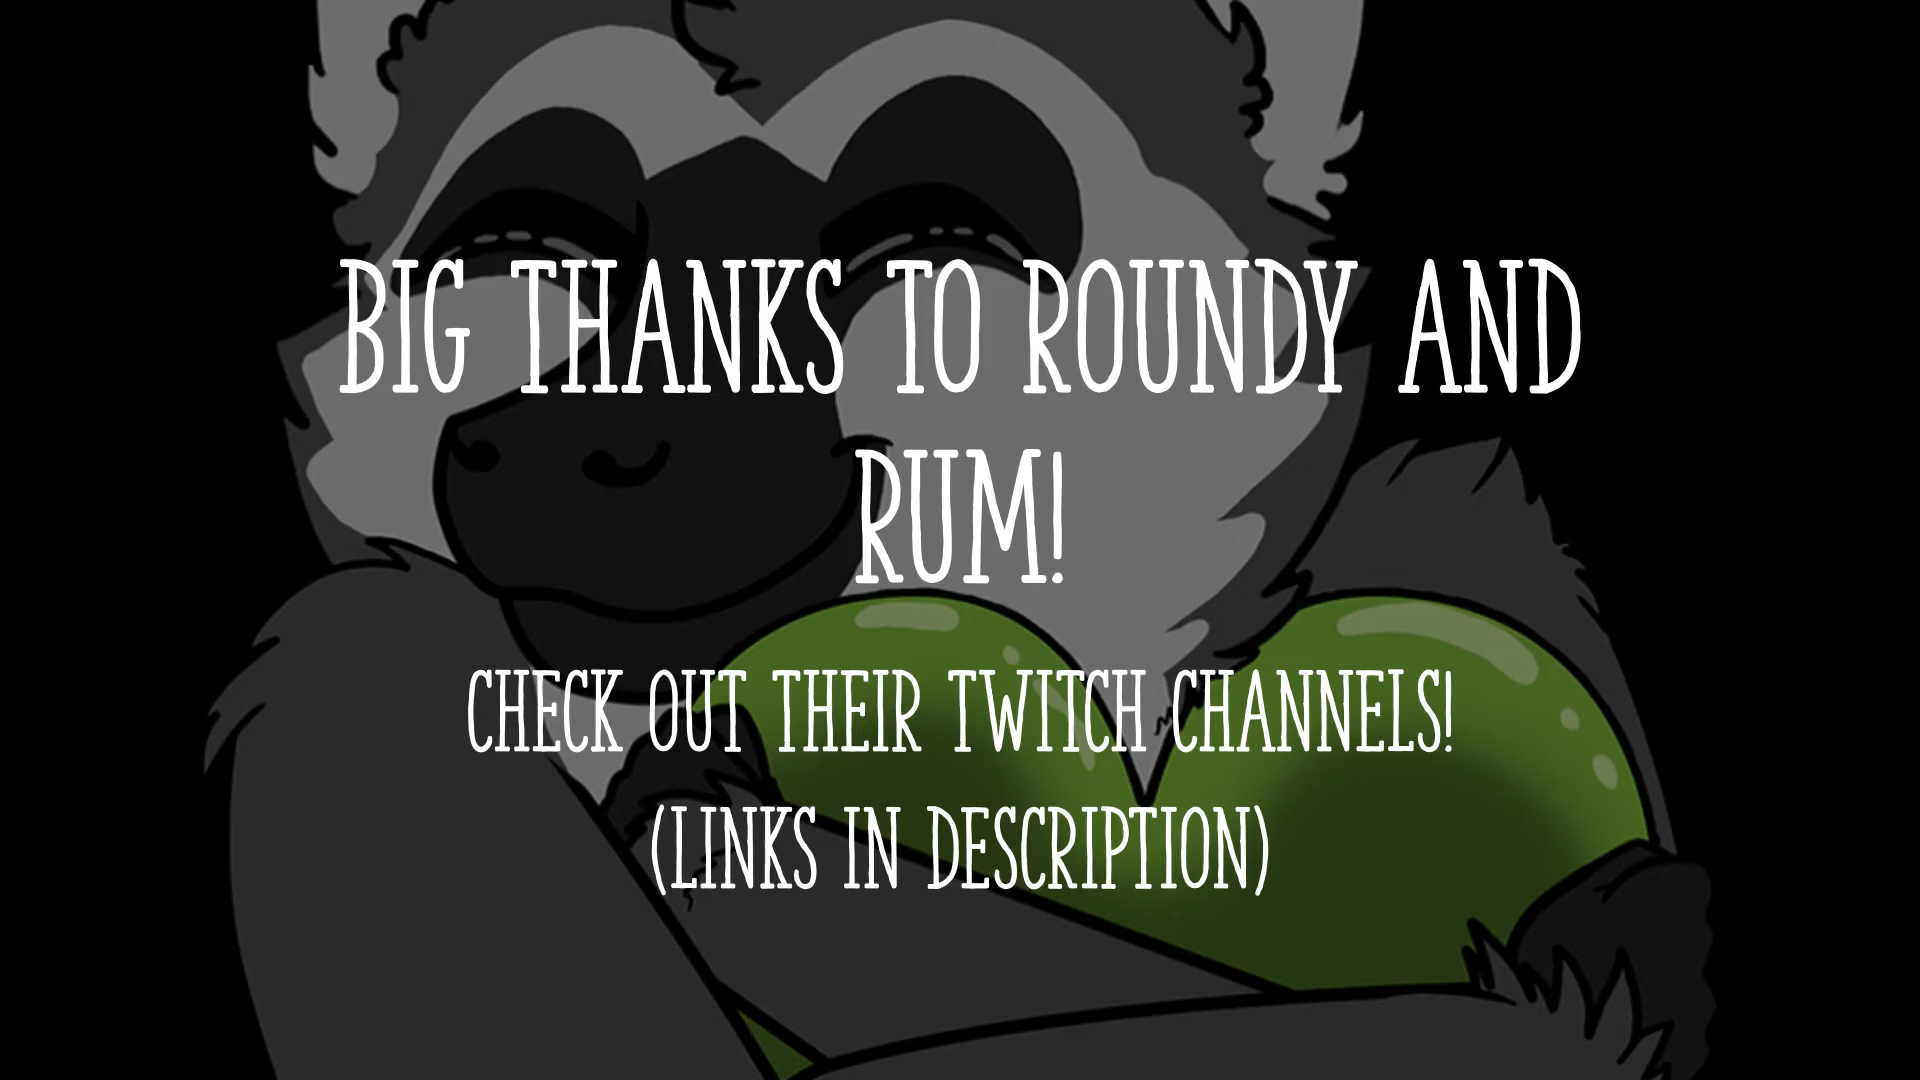 BIG THANKS TO ROUNDY AND
RUM!
CHECK OUT THEIR TWITCH CHANNELS!
(LINKS IN DESCRIPTION)